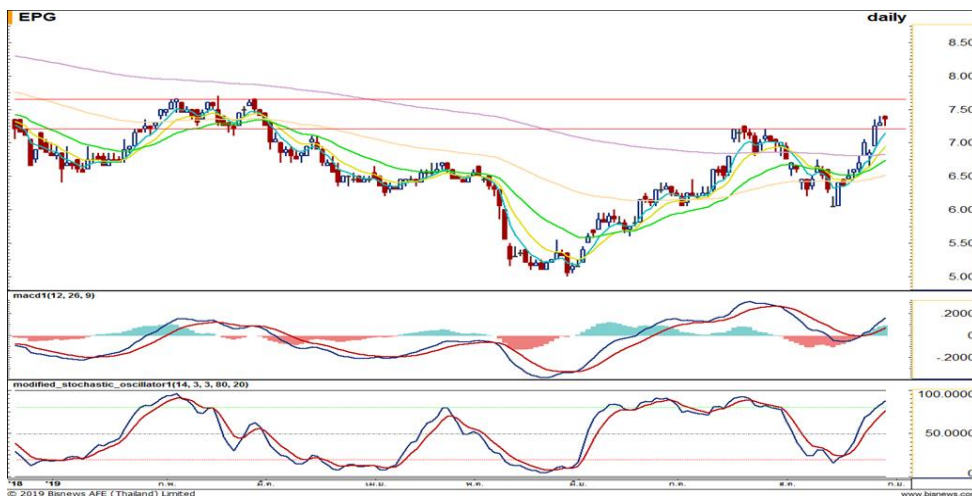 EPG daily
8.50
8.00
7.50
7.00
6.50
6.00
5.50
5.00
macd1(12, 26, 9)
.2000
0
-.2000
modified_stochastic_oscillator1(14, 3, 3, 80, 20)
100.0000
50.0000
0
'18 '19 ก.พ. มี.ค. เม.ย. พ.ค. มิ.ย. ก.ค. ส.ค. ก.ย.
© 2019 Bisnews AFE (Thailand) Limited www.bisnews.com